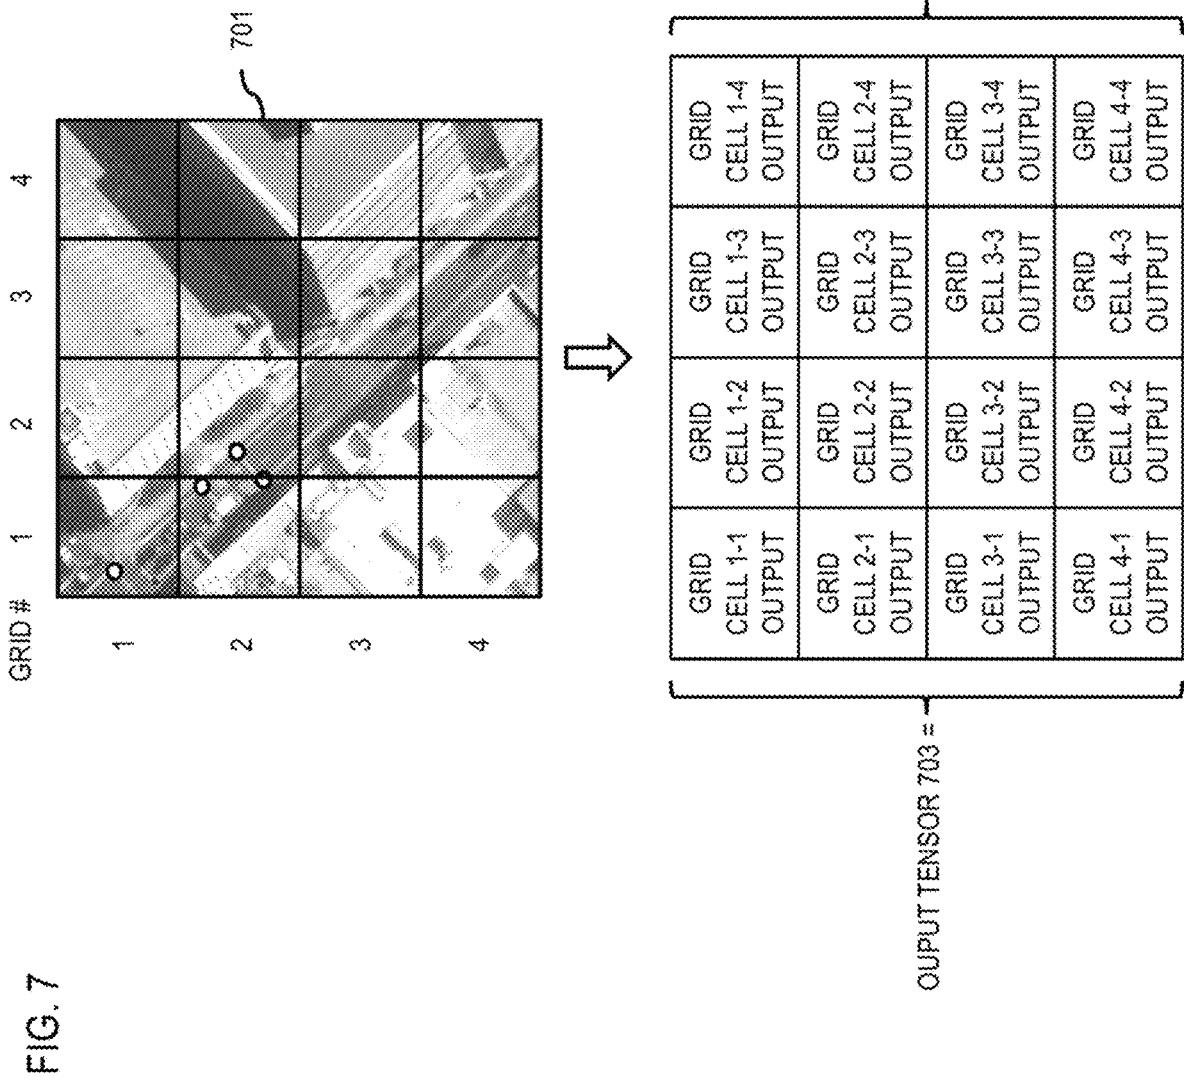 FIG. 7
GRID # 1 2 3 4
1
2
3
4
701
OUPUT TENSOR 703 =
GRID
CELL 1-1
OUTPUT
GRID
CELL 1-2
OUTPUT
GRID
CELL 1-3
OUTPUT
GRID
CELL 1-4
OUTPUT
GRID
CELL 2-1
OUTPUT
GRID
CELL 2-2
OUTPUT
GRID
CELL 2-3
OUTPUT
GRID
CELL 2-4
OUTPUT
GRID
CELL 3-1
OUTPUT
GRID
CELL 3-2
OUTPUT
GRID
CELL 3-3
OUTPUT
GRID
CELL 3-4
OUTPUT
GRID
CELL 4-1
OUTPUT
GRID
CELL 4-2
OUTPUT
GRID
CELL 4-3
OUTPUT
GRID
CELL 4-4
OUTPUT